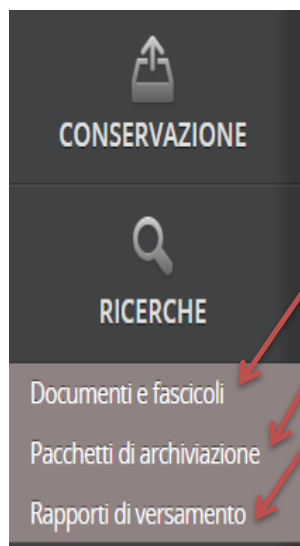 CONSERVAZIONE
RICERCHE
Documenti e fascicoli
Pacchetti di archiviazione
Rapporti di versamento